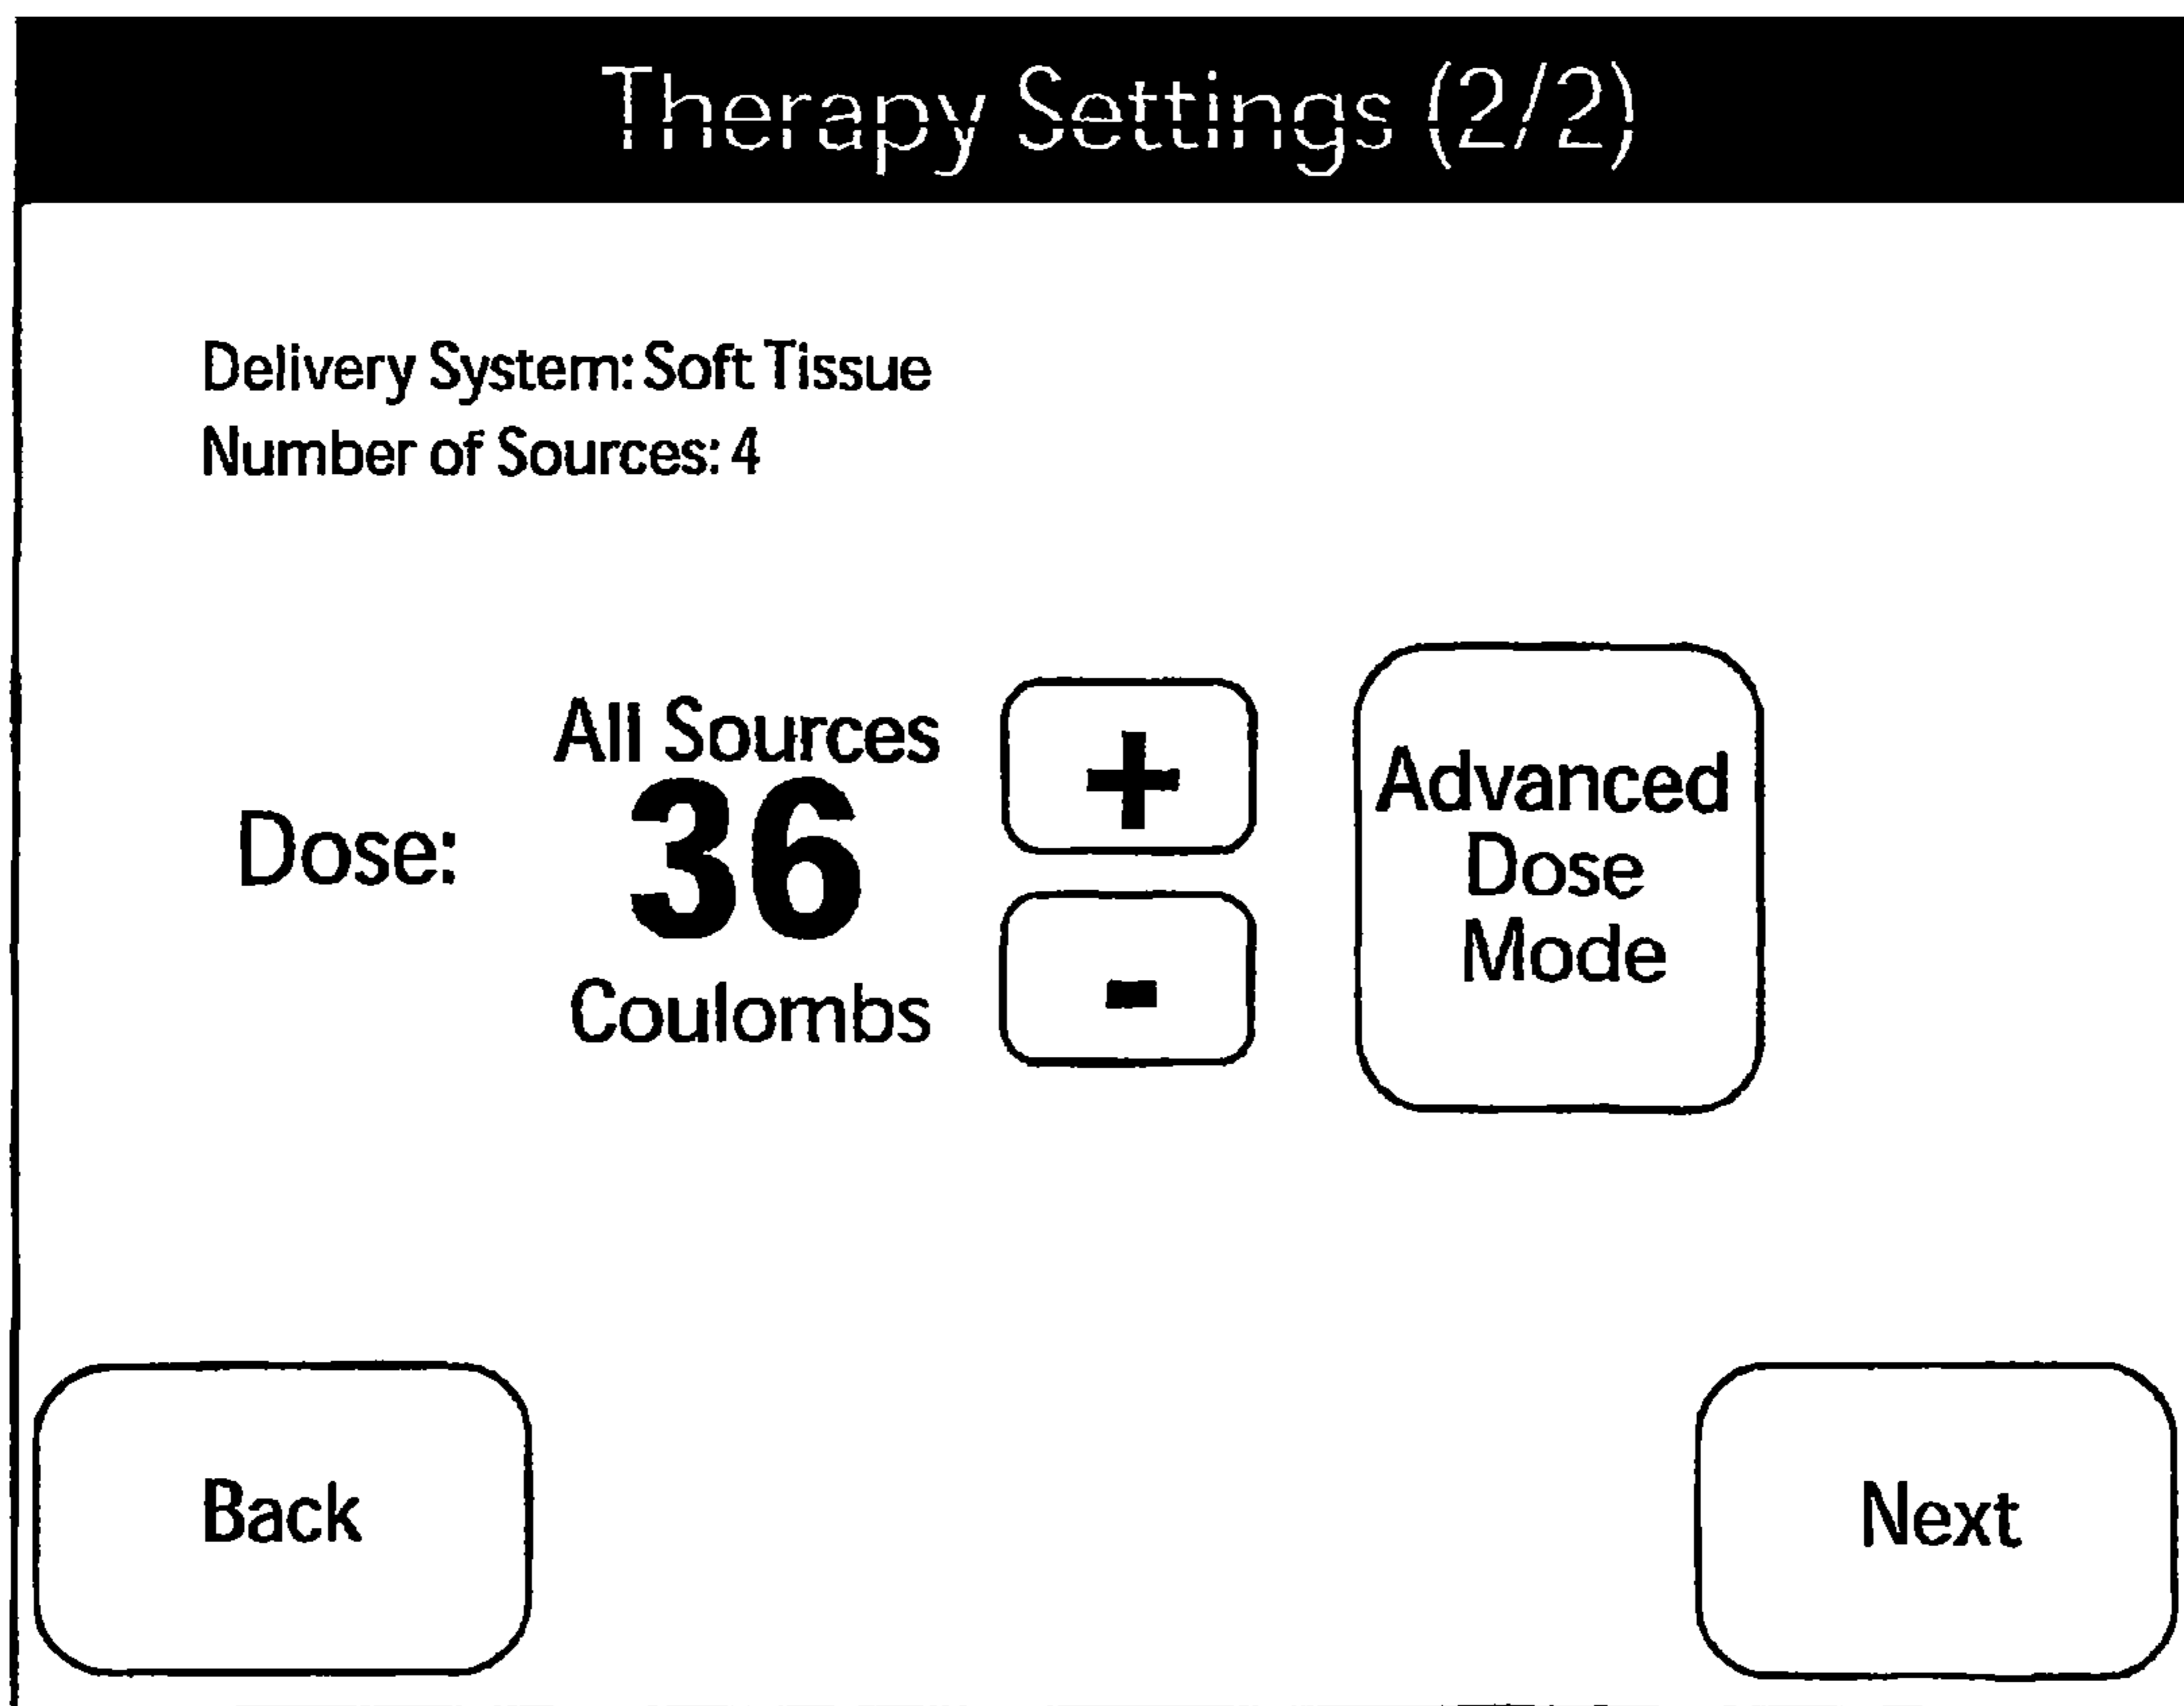 Therapy Settings (2/2)
Delivery System: Soft Tissue
Number of Sources: 4
All Sources
Dose:
36
Coulombs
+
-
Advanced
Dose
Mode
Back
Next